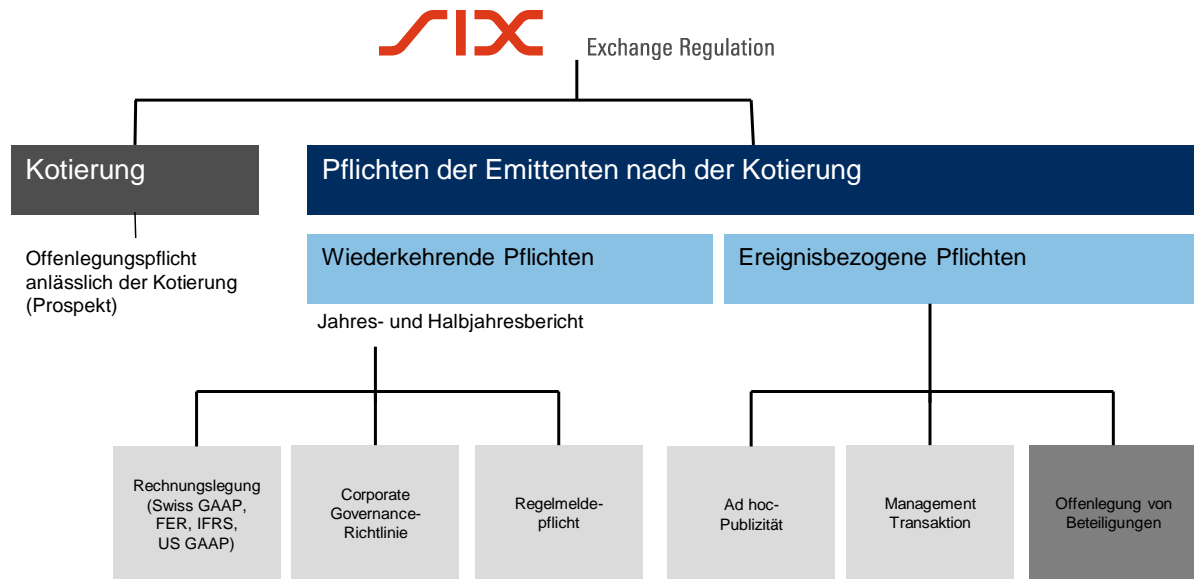 SIX Exchange Regulation
Kotierung
Pflichten der Emittenten nach der Kotierung
Offenlegungspflicht
anlässlich der Kotierung
(Prospekt)
Wiederkehrende Pflichten
Ereignisbezogene Pflichten
Jahres- und Halbjahresbericht
Rechnungslegung
(Swiss GAAP,
FER, IFRS,
US GAAP)
Corporate
Governance-
Richtlinie
Regelmelde-
pflicht
Ad hoc-
Publizität
Management
Transaktion
Offenlegung von
Beteiligungen